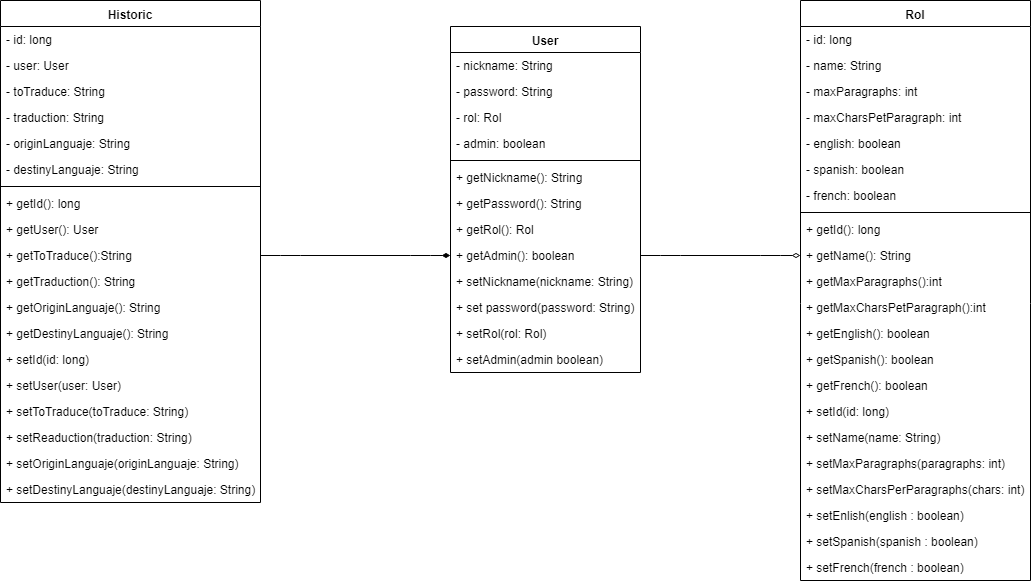 Historic
- id: long
- user: User
- toTraduce: String
- traduction: String
- originLanguaje: String
- destinyLanguaje: String
+ getId(): long
+ getUser(): User
+ getToTraduce():String
+ getTraduction(): String
+ getOriginLanguaje(): String
+ getDestinyLanguaje(): String
+ setId(id: long)
+ setUser(user: User)
+ setToTraduce(toTraduce: String)
+ setReaduction(traduction: String)
+ setOriginLanguaje(originLanguaje: String)
+ setDestinyLanguaje(destinyLanguaje: String)
User
- nickname: String
- password: String
- rol: Rol
- admin: boolean
+ getNickname(): String
+ getPassword(): String
+ getRol(): Rol
+ getAdmin(): boolean
+ setNickname(nickname: String)
+ set password(password: String)
+ setRol(rol: Rol)
+ setAdmin(admin boolean)
Rol
- id: long
- name: String
- maxParagraphs: int
- maxCharsPetParagraph: int
- english: boolean
- spanish: boolean
- french: boolean
+ getId(): long
+ getName(): String
+ getMaxParagraphs():int
+ getMaxCharsPetParagraph():int
+ getEnglish(): boolean
+ getSpanish(): boolean
+ getFrench(): boolean
+ setId(id: long)
+ setName(name: String)
+ setMaxParagraphs(paragraphs: int)
+ setMaxCharsPerParagraphs(chars: int)
+ setEnlish(english : boolean)
+ setSpanish(spanish : boolean)
+ setFrench(french : boolean)